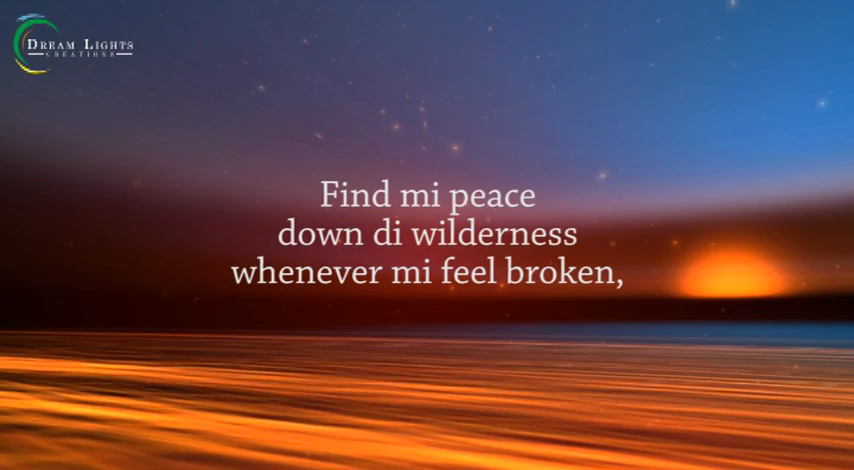 DREAM LIGHTS
CREATIONS
Find mi peace
down di wilderness
whenever mi feel broken,